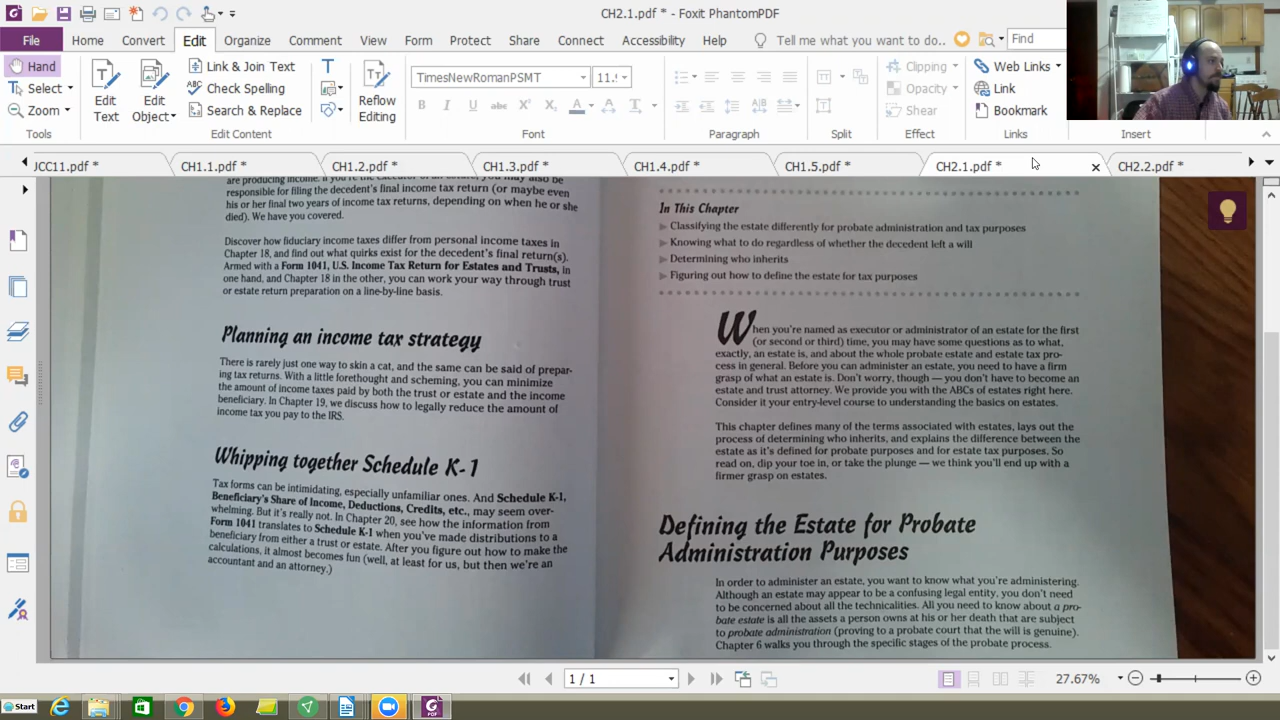 CH2.1.pdf * - Foxit PhantomPDF
File
Home
Convert
Edit
Organize
Comment
View
Form
Protect
Share
Connect
Accessibility
Help
Tell me what you want to do..
Find
Hand
Select
Zoom
Tools
Edit Text
Edit Object
Link & Join Text
Check Spelling
Search & Replace
Edit Content
Reflow Editing
TimesNewRomanPSMT
11.!
Font
Paragraph
Split
Clipping
Opacity
Shear
Effect
Web Links
Link
Bookmark
Links
Insert
JCC11.pdf *
CH1.1.pdf *
CH1.2.pdf *
CH1.3.pdf *
CH1.4.pdf *
CH1.5.pdf *
CH2.1.pdf *
CH2.2.pdf *
responsible for filing the decedent's final income tax return (or maybe even
his or her final two years of income tax returns, depending on when he or she
died). We have you covered.
Discover how fiduciary income taxes differ from personal income taxes in
Chapter 18, and find out what quirks exist for the decedent's final return(s).
Armed with a Form 1041, U.S. Income Tax Return for Estates and Trusts, in
one hand, and Chapter 18 in the other, you can work your way through trust
or estate return preparation on a line-by-line basis.
Planning an income tax strategy
There is rarely just one way to skin a cat, and the same can be said of prepar-
ing tax returns. With a little forethought and scheming, you can minimize
the amount of income taxes paid by both the trust or estate and the income
beneficiary. In Chapter 19, we discuss how to legally reduce the amount of
income tax you pay to the IRS.
Whipping together Schedule K-1
Tax forms can be intimidating, especially unfamiliar ones. And Schedule K-1,
Beneficiary's Share of Income, Deductions, Credits, etc., may seem over-
whelming. But it's really not. In Chapter 20, see how the information from
Form 1041 translates to Schedule K-1 when you've made distributions to a
beneficiary from either a trust or estate. After you figure out how to make the
calculations, it almost becomes fun (well, at least for us, but then we're an
accountant and an attorney.)
In This Chapter
Classifying the estate differently for probate administration and tax purposes
Knowing what to do regardless of whether the decedent left a will
Determining who inherits
Figuring out how to define the estate for tax purposes
When you're named as executor or administrator of an estate for the first
(or second or third) time, you may have some questions as to what,
exactly, an estate is, and about the whole probate estate and estate tax pro-
cess in general. Before you can administer an estate, you need to have a firm
grasp of what an estate is. Don't worry, though — you don't have to become an
estate and trust attorney. We provide you with the ABCs of estates right here.
Consider it your entry-level course to understanding the basics on estates.
This chapter defines many of the terms associated with estates, lays out the
process of determining who inherits, and explains the difference between the
estate as it's defined for probate purposes and for estate tax purposes. So
read on, dip your toe in, or take the plunge — we think you'll end up with a
firmer grasp on estates.
Defining the Estate for Probate
Administration Purposes
In order to administer an estate, you want to know what you're administering.
Although an estate may appear to be a confusing legal entity, you don't need
to be concerned about all the technicalities. All you need to know about a pro-
bate estate is all the assets a person owns at his or her death that are subject
to probate administration (proving to a probate court that the will is genuine).
Chapter 6 walks you through the specific stages of the probate process.
1 / 1
27.67%
Start